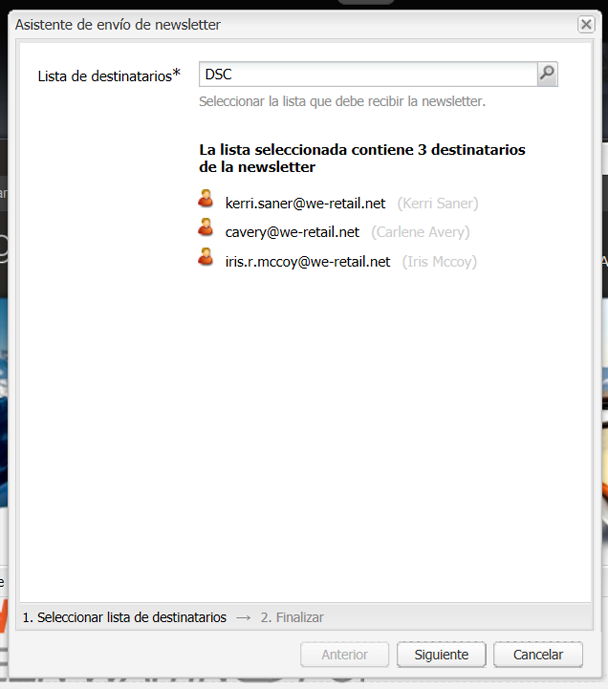 Asistente de envío de newsletter
Lista de destinatarios*
DSC
Seleccionar la lista que debe recibir la newsletter.
La lista seleccionada contiene 3 destinatarios
de la newsletter
kerri.saner@we-retail.net (Kerri Saner)
cavery@we-retail.net (Carlene Avery)
iris.r.mccoy@we-retail.net (Iris Mccoy)
1. Seleccionar lista de destinatarios → 2. Finalizar
Anterior Siguiente Cancelar